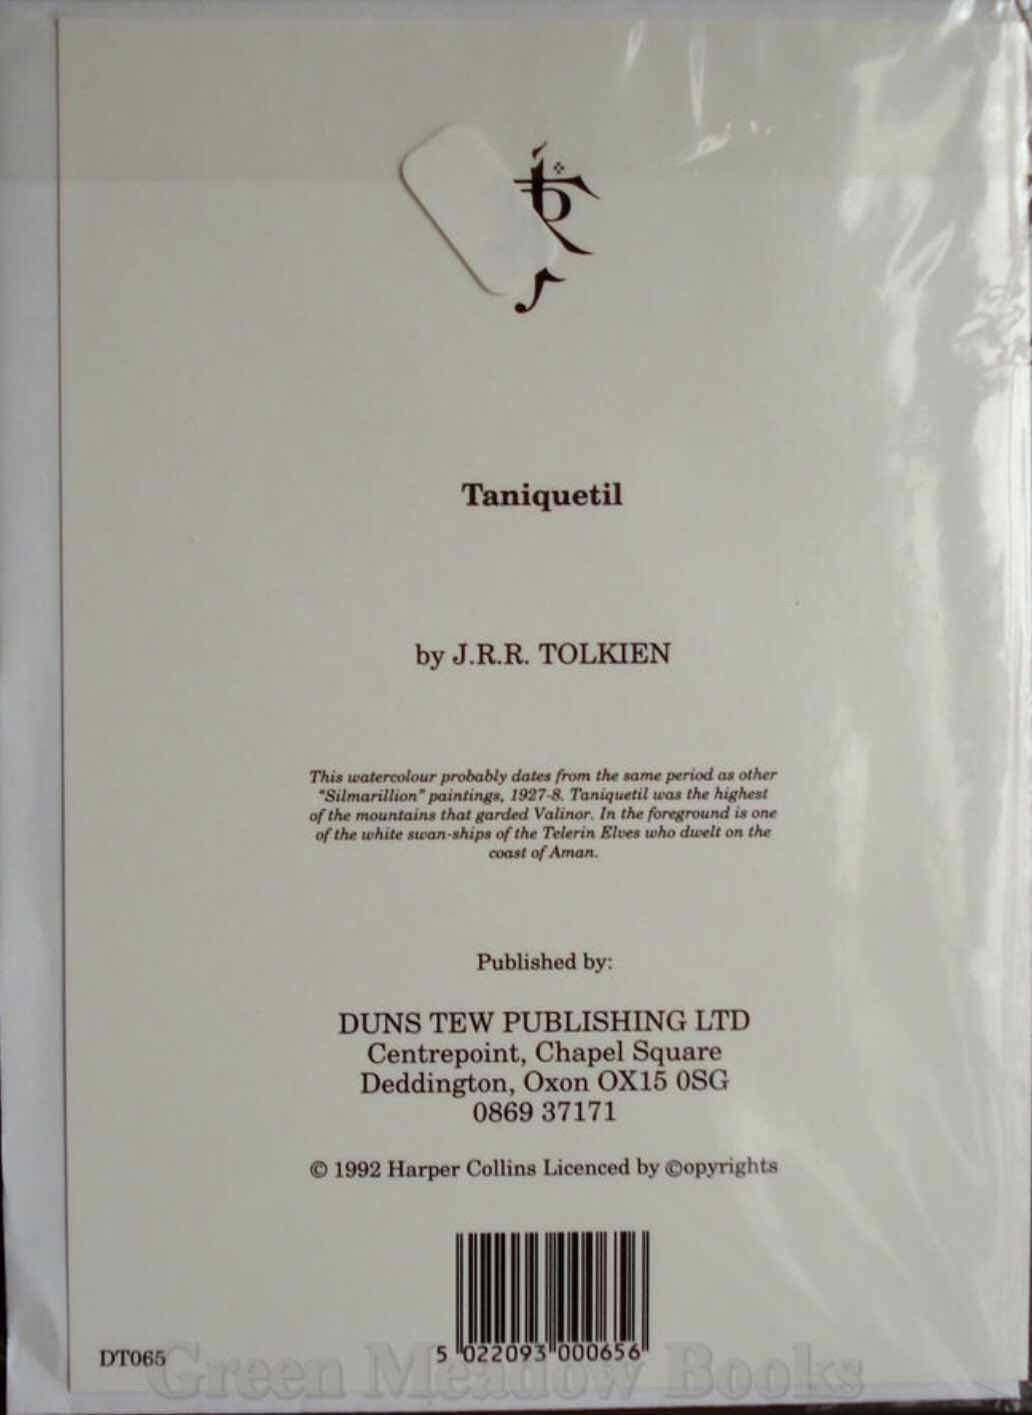 Taniquetil
by J.R.R. TOLKIEN
This watercolour probably dates from the same period as other
"Silmarillion" paintings, 1927-8. Taniquetil was the highest
of the mountains that garded Valinor. In the foreground is one
of the white swan-ships of the Telerin Elves who dwelt on the
coast of Aman.
Published by:
DUNS TEW PUBLISHING LTD
Centrepoint, Chapel Square
Deddington, Oxon OX15 0SG
0869 37171
© 1992 Harper Collins Licenced by ©opyrights
5 022093 000656
DT065
Green Meadow Books